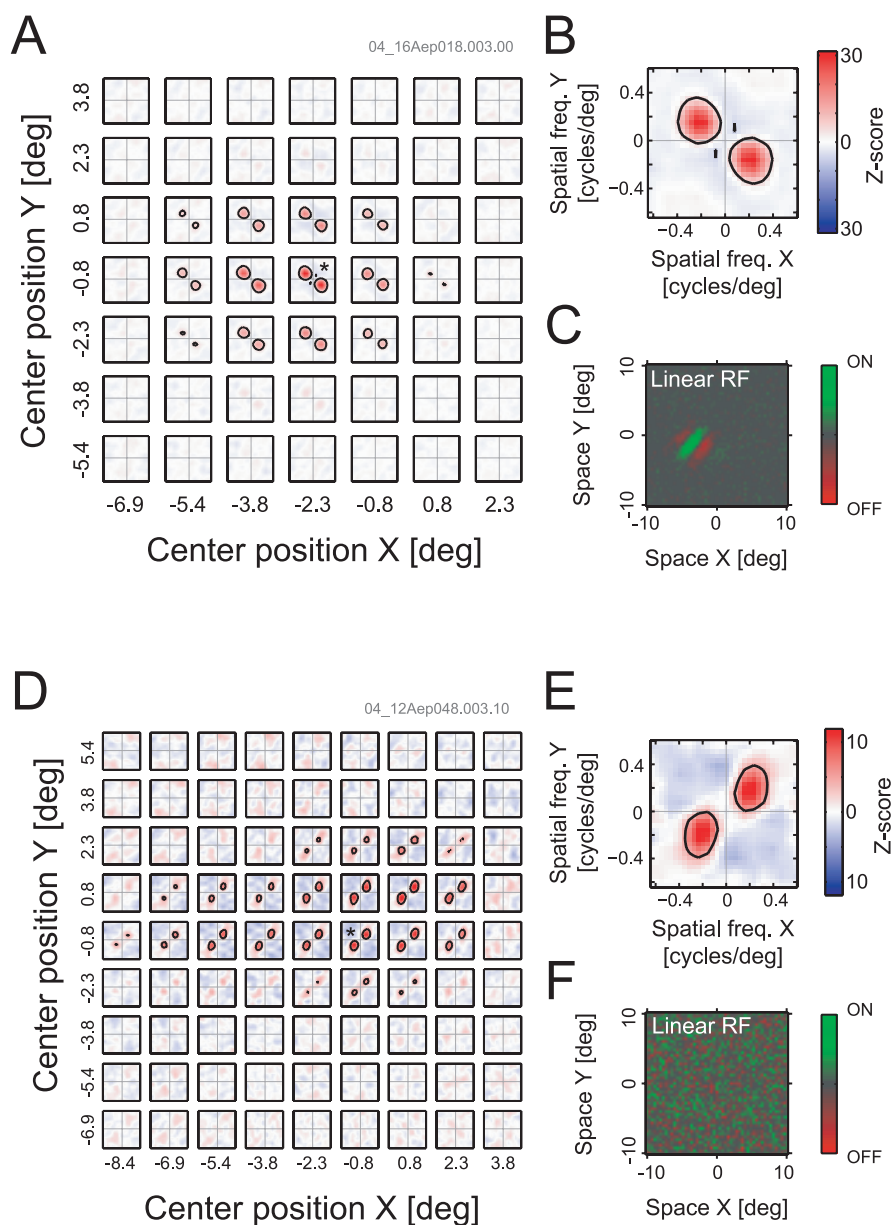 A
04_16Aep018.003.00
Center position Y [deg]
3.8
2.3
0.8
-0.8
*
-2.3
-3.8
-5.4
-6.9 -5.4 -3.8 -2.3 -0.8 0.8 2.3
Center position X [deg]
B
Spatial freq. Y
[cycles/deg]
0.4
0
-0.4
-0.4 0 0.4
Spatial freq. X
[cycles/deg]
30
0
30
Z-score
C
Linear RF
Space Y [deg]
10
0
-10
-10 0 10
Space X [deg]
ON
OFF
D
04_12Aep048.003.10
Center position Y [deg]
5.4
3.8
2.3
0.8
-0.8
*
-2.3
-3.8
-5.4
-6.9
-8.4 -6.9 -5.4 -3.8 -2.3 -0.8 0.8 2.3 3.8
Center position X [deg]
E
Spatial freq. Y
[cycles/deg]
0.4
0
-0.4
-0.4 0 0.4
Spatial freq. X
[cycles/deg]
10
0
10
Z-score
F
Linear RF
Space Y [deg]
10
0
-10
-10 0 10
Space X [deg]
ON
OFF